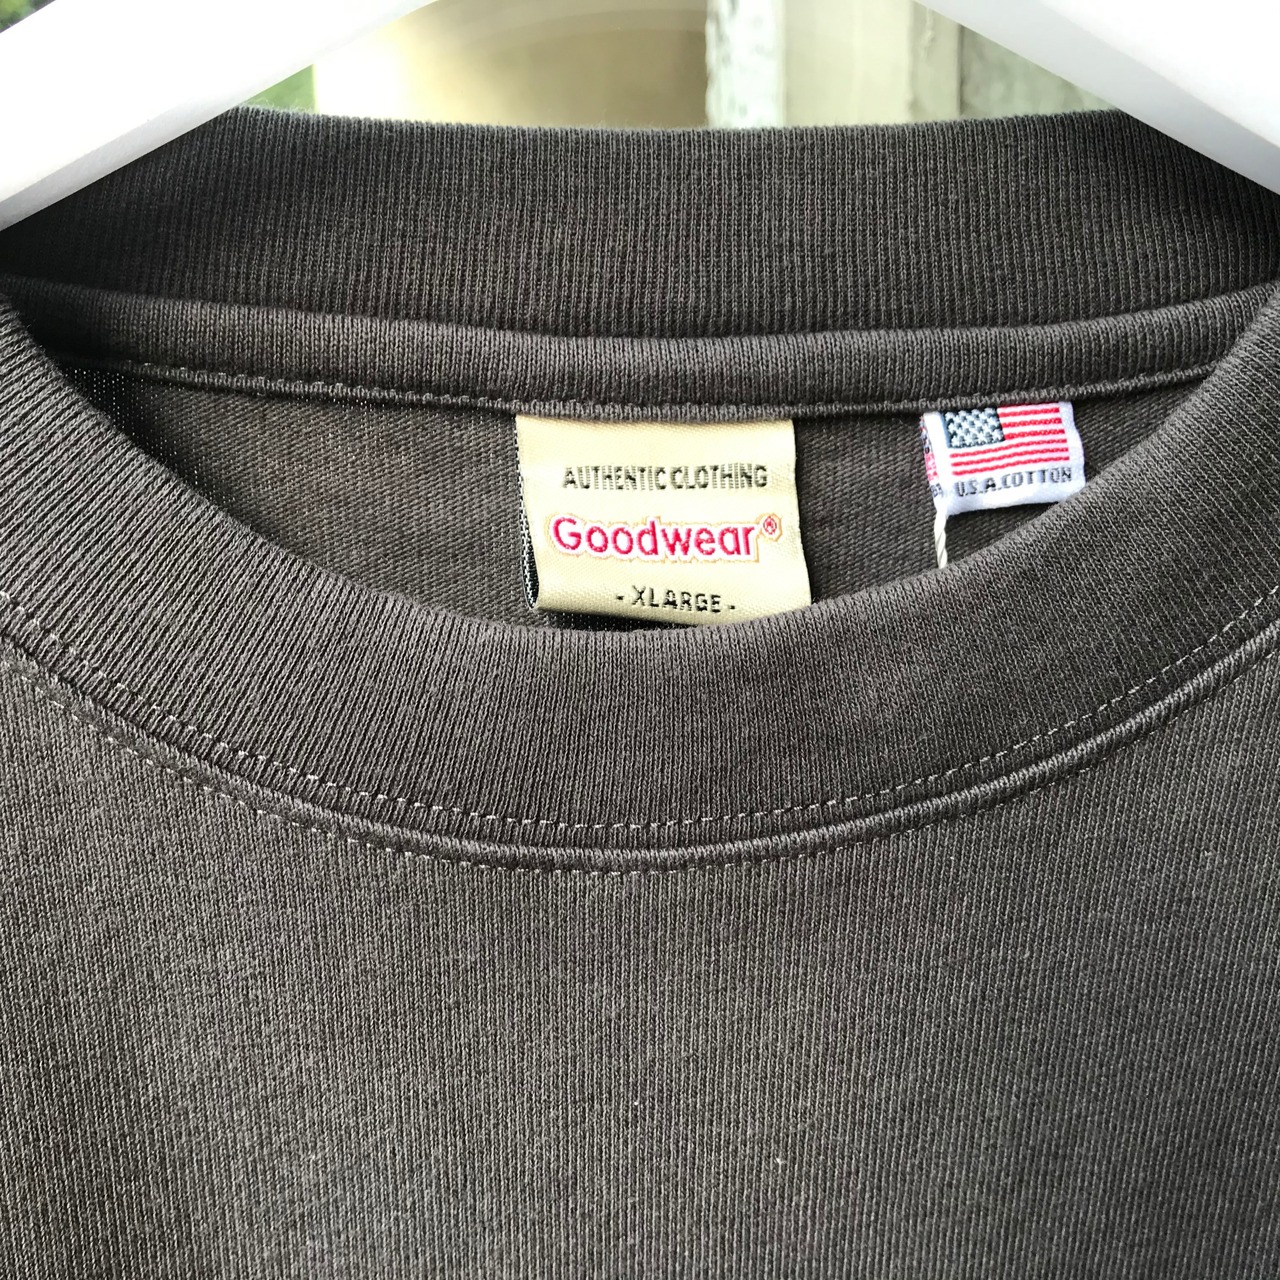 AUTHENTIC CLOTHING
Goodwear®
- XLARGE -
U.S.A. COTTON